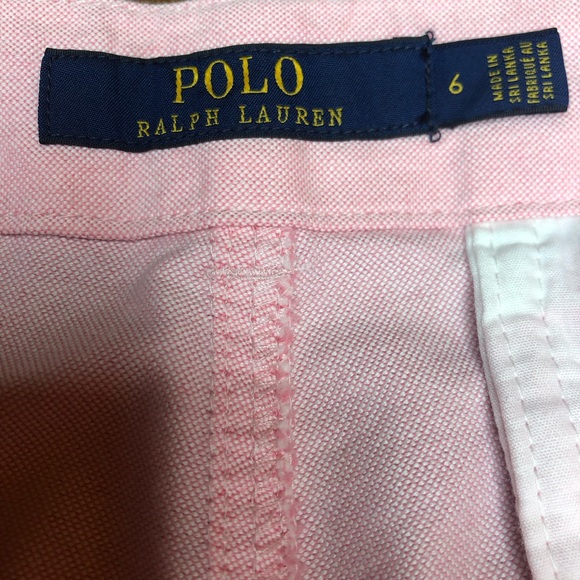 POLO
RALPH LAUREN
6
MADE IN
SRI LANKA
FABRIQUÉ AU
SRI LANKA